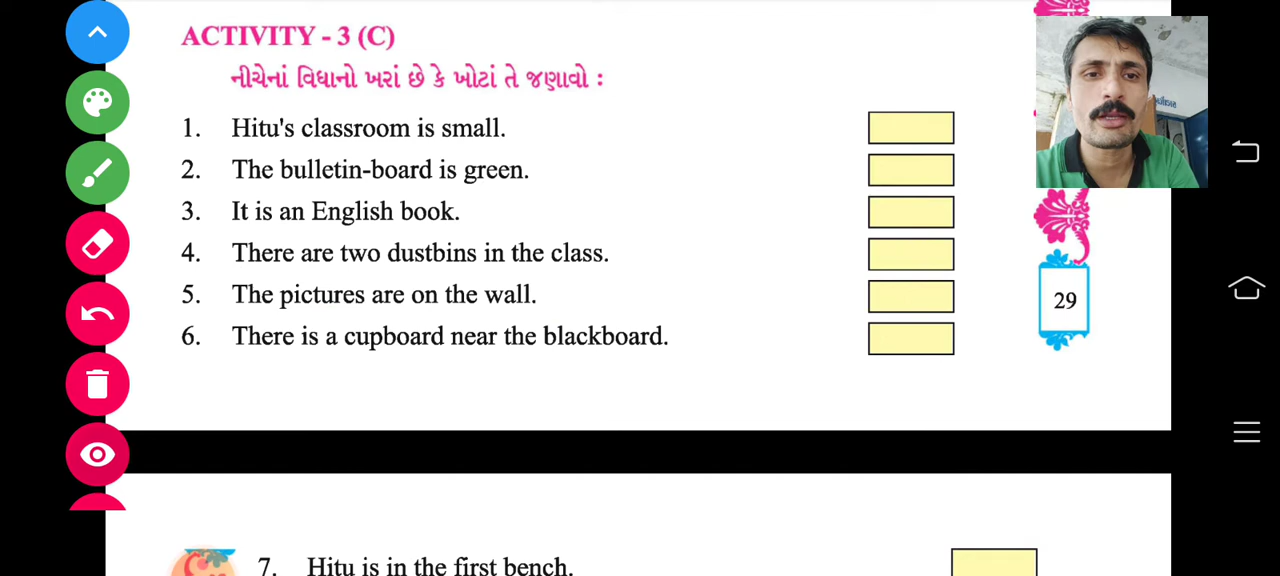 ACTIVITY - 3 (C)
નીચેનાં વિધાનો ખરાં છે કે ખોટાં તે જણાવો :
1. Hitu's classroom is small.
2. The bulletin-board is green.
3. It is an English book.
4. There are two dustbins in the class.
5. The pictures are on the wall.
6. There is a cupboard near the blackboard.
29
7. Hitu is in the first bench.